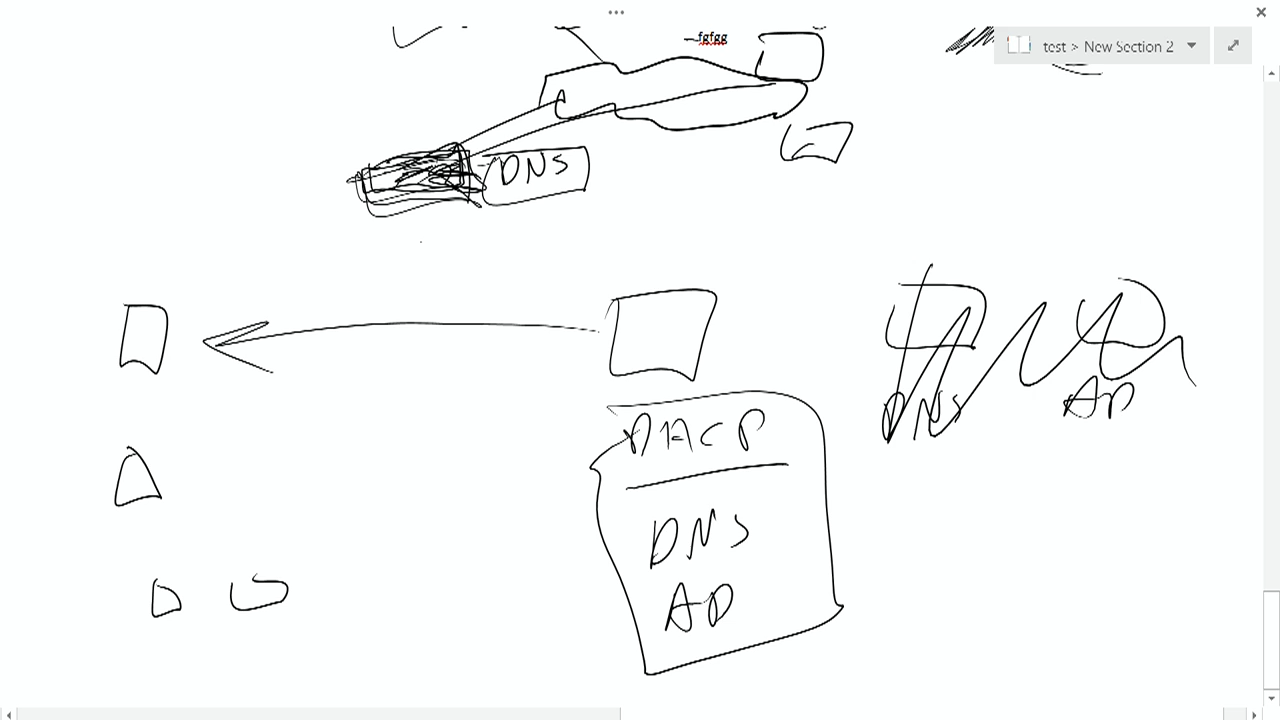 test > New Section 2
fgfgg
DNS
DHCP
DNS
AD
DNS
AD